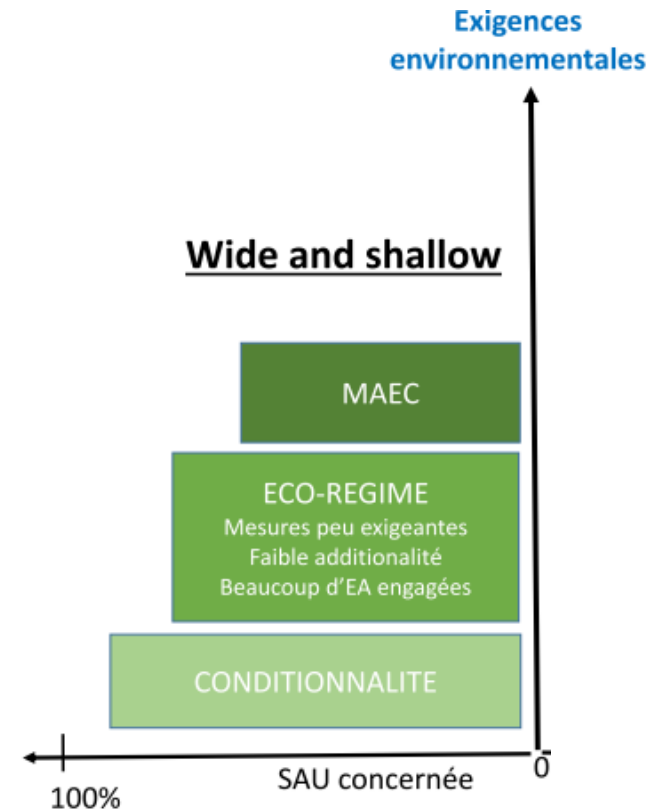 Exigences
environnementales
Wide and shallow
MAEC
ECO-REGIME
Mesures peu exigeantes
Faible additionalité
Beaucoup d'EA engagées
CONDITIONNALITE
0
SAU concernée
100%